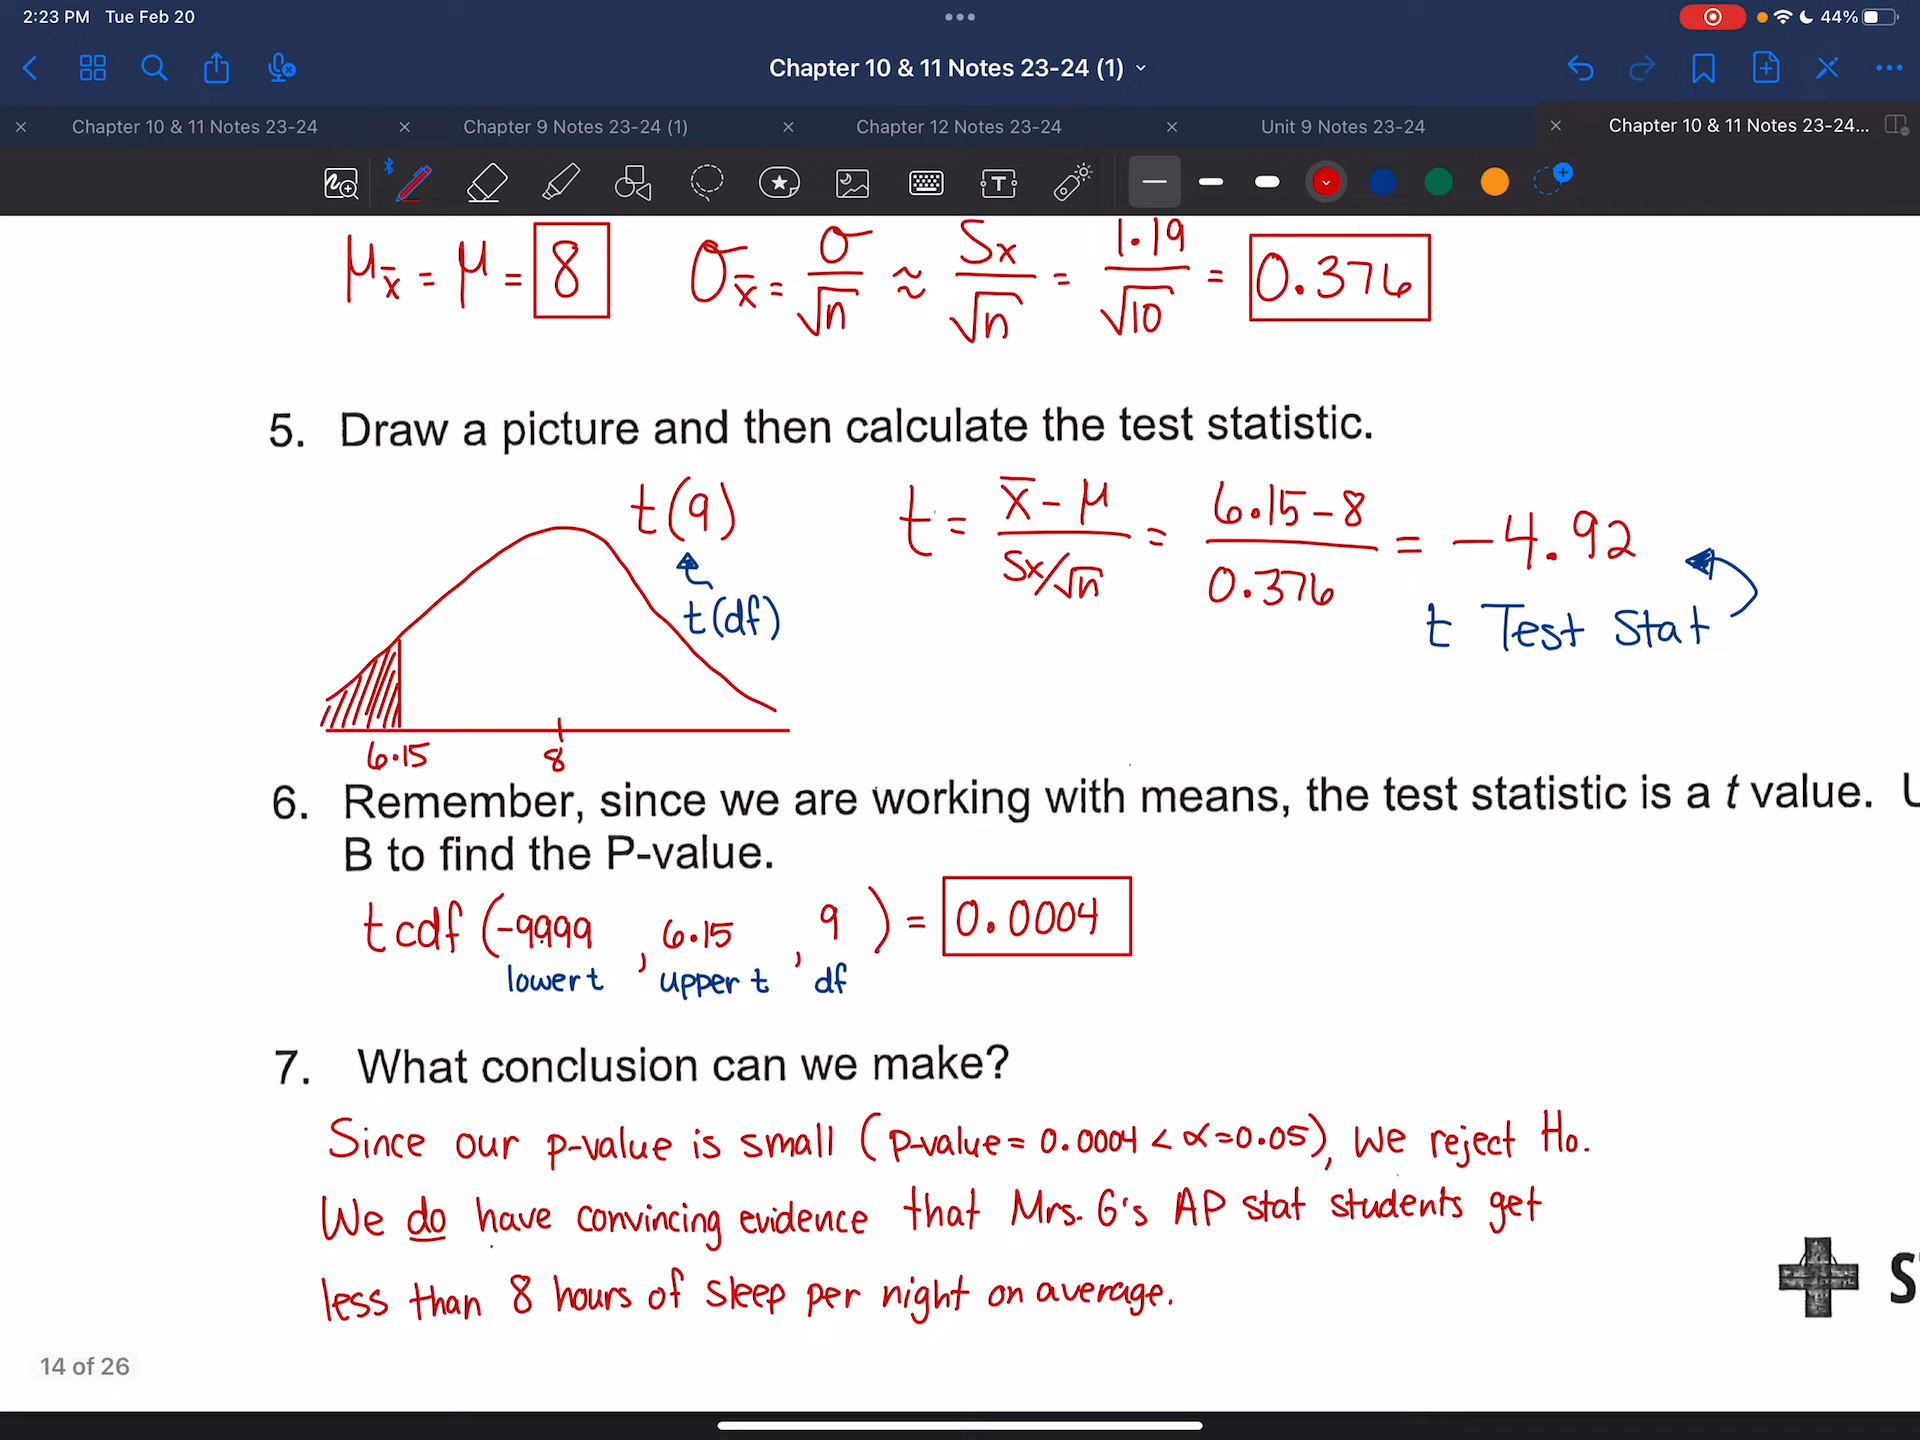 2:23 PM Tue Feb 20
44%
Chapter 10 & 11 Notes 23-24 (1)
Chapter 10 & 11 Notes 23-24
Chapter 9 Notes 23-24 (1)
Chapter 12 Notes 23-24
Unit 9 Notes 23-24
Chapter 10 & 11 Notes 23-24...
μx̄ = μ = 8 σx̄ = σ/√n ≈ Sx/√n = 1.19/√10 = 0.376
5. Draw a picture and then calculate the test statistic.
t(9)
t(df)
6.15 8
t = x̄ - μ / Sx/√n = 6.15 - 8 / 0.376 = -4.92
t Test Stat
6. Remember, since we are working with means, the test statistic is a t value. U
B to find the P-value.
tcdf (-9999, 6.15, 9) = 0.0004
lower t upper t df
7. What conclusion can we make?
Since our p-value is small (p-value = 0.0004 < α = 0.05), we reject Ho.
We do have convincing evidence that Mrs. G's AP stat students get
less than 8 hours of sleep per night on average.
S
14 of 26